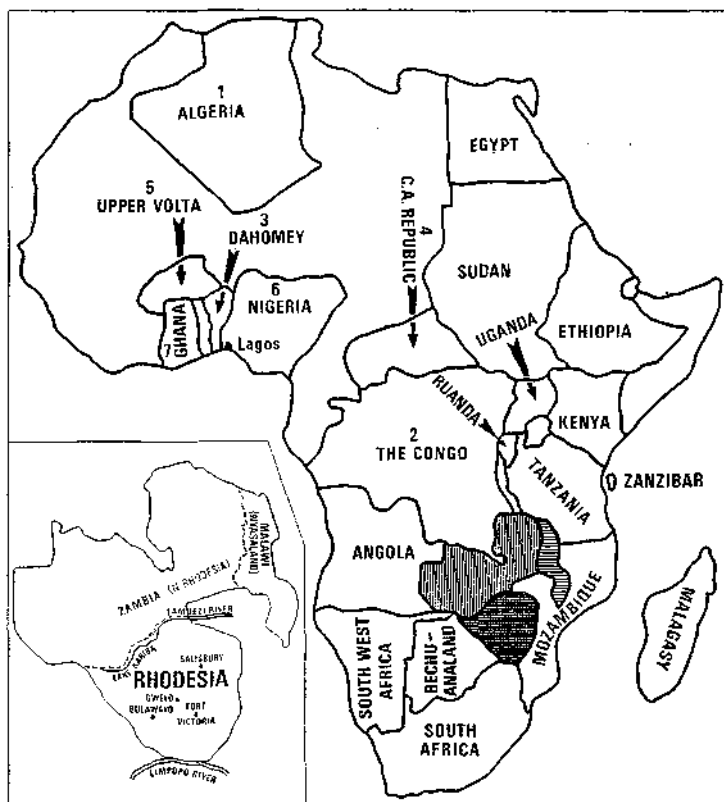 1
ALGERIA
EGYPT
5
UPPER VOLTA
3
DAHOMEY
4
C.A. REPUBLIC
6
NIGERIA
SUDAN
7
GHANA
Lagos
UGANDA
ETHIOPIA
RUANDA
KENYA
2
THE CONGO
TANZANIA
ZANZIBAR
ANGOLA
MOZAMBIQUE
MALAGASY
SOUTH WEST
AFRICA
BECHU-
ANALAND
SOUTH
AFRICA
MALAWI
(NYASALAND)
ZAMBIA (N RHODESIA)
ZAMBEZI RIVER
LAKE KARIBA
SALISBURY
RHODESIA
GWELO
BULAWAYO
FORT
VICTORIA
LIMPOPO RIVER